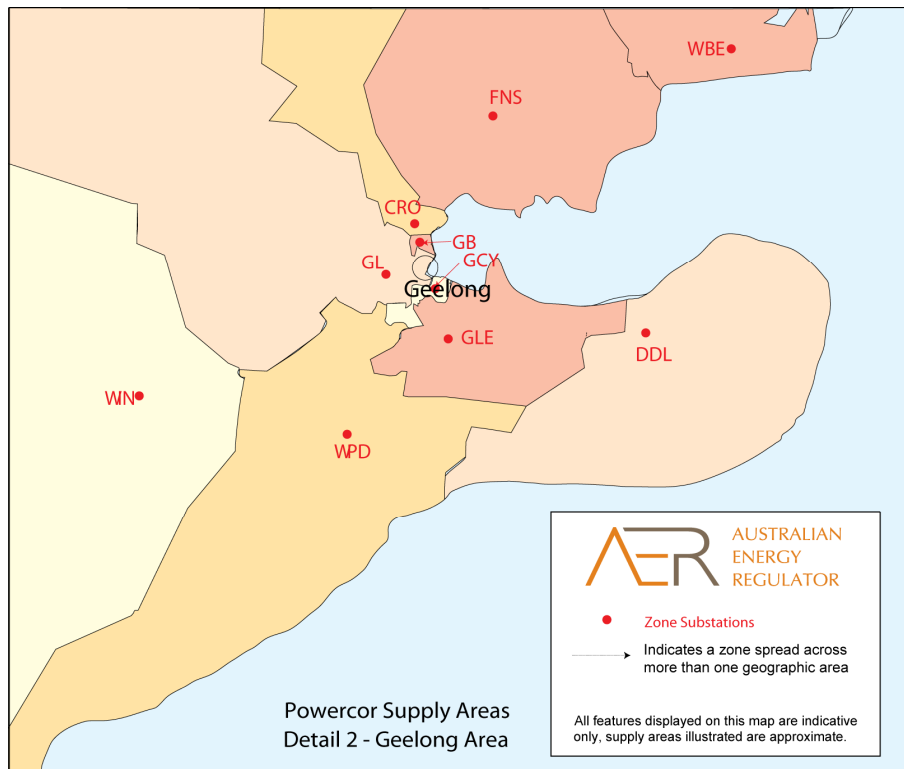 WBE
FNS
CRO
GB
GCY
GL
Geelong
GLE
DDL
WIN
WPD
AER
AUSTRALIAN
ENERGY
REGULATOR
Zone Substations
Indicates a zone spread across
more than one geographic area
All features displayed on this map are indicative
only, supply areas illustrated are approximate.
Powercor Supply Areas
Detail 2 - Geelong Area